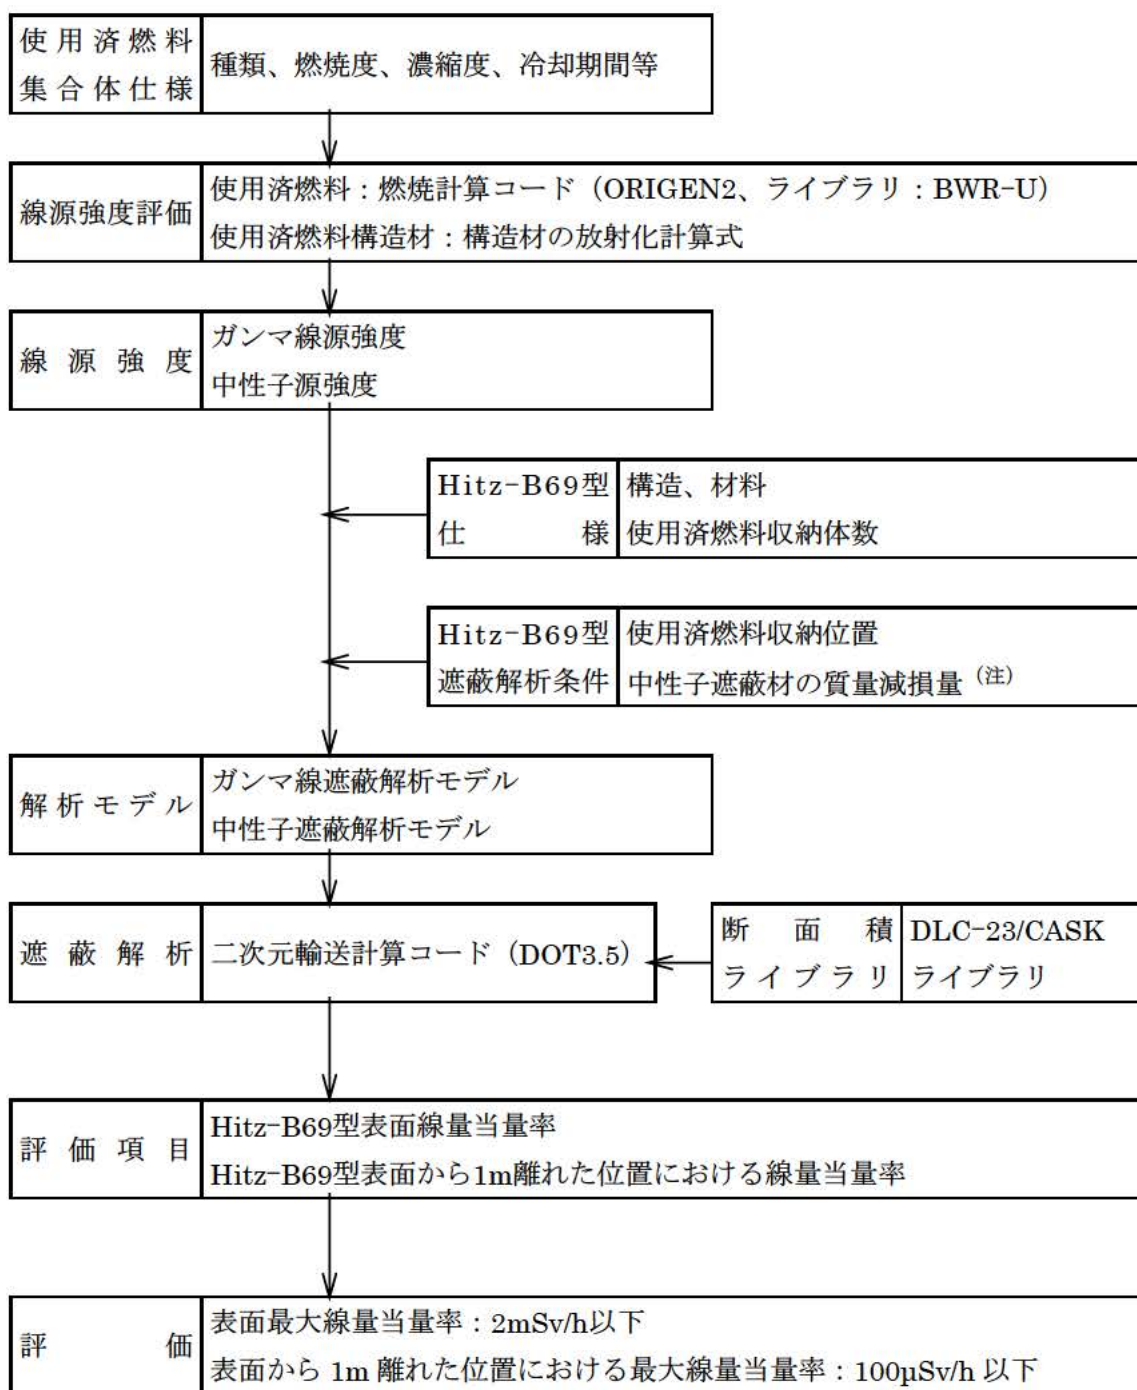 使用済燃料
集合体仕様
種類、燃焼度、濃縮度、冷却期間等
線源強度評価
使用済燃料：燃焼計算コード（ORIGEN2、ライブラリ：BWR-U）
使用済燃料構造材：構造材の放射化計算式
線源強度
ガンマ線源強度
中性子源強度
Hitz-B69型
仕様
構造、材料
使用済燃料収納体数
Hitz-B69型
遮蔽解析条件
使用済燃料収納位置
中性子遮蔽材の質量減損量（注）
解析モデル
ガンマ線遮蔽解析モデル
中性子遮蔽解析モデル
遮蔽解析
二次元輸送計算コード（DOT3.5）
断面積
ライブラリ
DLC-23/CASK
ライブラリ
評価項目
Hitz-B69型表面線量当量率
Hitz-B69型表面から1m離れた位置における線量当量率
評価
表面最大線量当量率：2mSv/h以下
表面から 1m 離れた位置における最大線量当量率：100μSv/h 以下